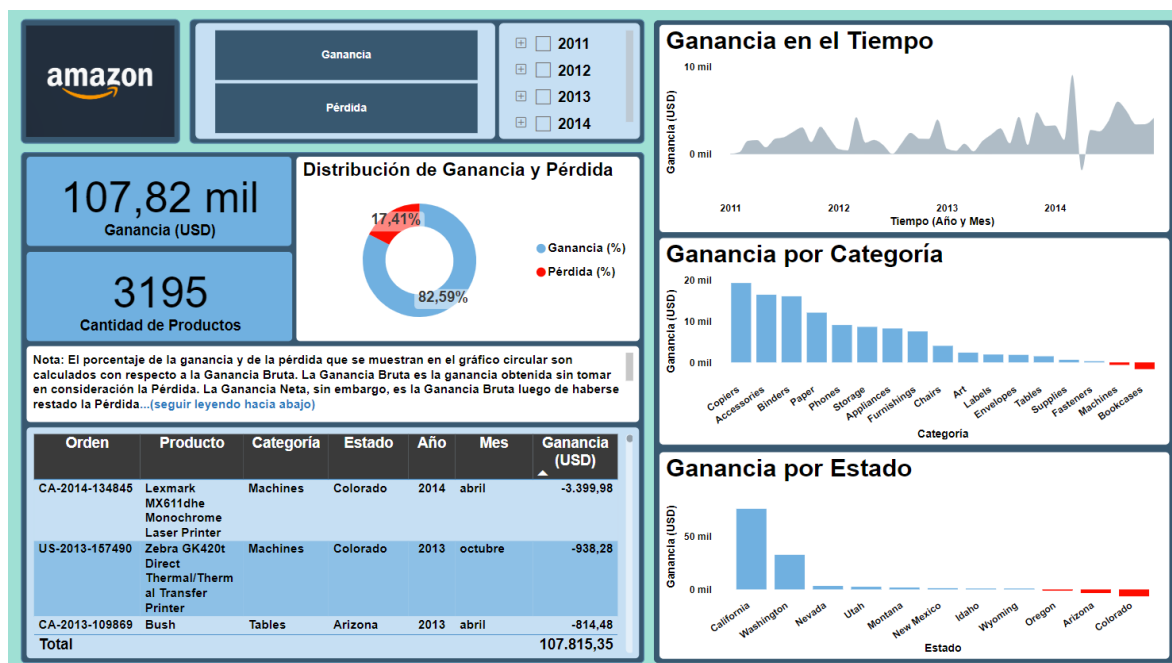 amazon
Ganancia
Pérdida
2011
2012
2013
2014
107,82 mil
Ganancia (USD)
3195
Cantidad de Productos
Distribución de Ganancia y Pérdida
17,41%
82,59%
Ganancia (%)
Pérdida (%)
Nota: El porcentaje de la ganancia y de la pérdida que se muestran en el gráfico circular son
calculados con respecto a la Ganancia Bruta. La Ganancia Bruta es la ganancia obtenida sin tomar
en consideración la Pérdida. La Ganancia Neta, sin embargo, es la Ganancia Bruta luego de haberse
restado la Pérdida...(seguir leyendo hacia abajo)
Orden Producto Categoría Estado Año Mes Ganancia
(USD)
CA-2014-134845 Lexmark Machines Colorado 2014 abril -3.399,98
MX611dhe
Monochrome
Laser Printer
US-2013-157490 Zebra GK420t Machines Colorado 2013 octubre -938,28
Direct
Thermal/Therm
al Transfer
Printer
CA-2013-109869 Bush Tables Arizona 2013 abril -814,48
Total 107.815,35
Ganancia en el Tiempo
Ganancia (USD)
10 mil
0 mil
2011 2012 2013 2014
Tiempo (Año y Mes)
Ganancia por Categoría
Ganancia (USD)
20 mil
10 mil
0 mil
Copiers
Accessories
Binders
Paper
Phones
Storage
Appliances
Furnishings
Chairs
Art
Labels
Envelopes
Tables
Supplies
Fasteners
Machines
Bookcases
Categoría
Ganancia por Estado
Ganancia (USD)
50 mil
0 mil
California
Washington
Nevada
Utah
Montana
New Mexico
Idaho
Wyoming
Oregon
Arizona
Colorado
Estado